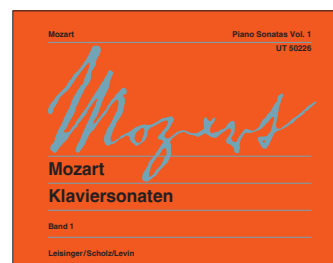 Mozart Piano Sonatas Vol. 1
UT 50226
Mozart
Mozart
Klaviersonaten
Band 1
Leisinger/Scholz/Levin